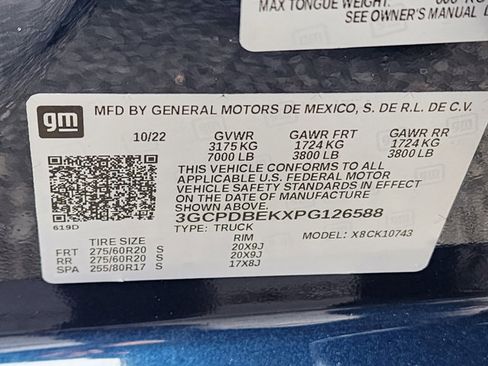 MAX TONGUE WEIGHT:
SEE OWNER'S MANUAL
gm
MFD BY GENERAL MOTORS DE MEXICO, S. DE R.L. DE C.V.
10/22 GVWR GAWR FRT GAWR RR
3175 KG 1724 KG 1724 KG
7000 LB 3800 LB 3800 LB
THIS VEHICLE CONFORMS TO ALL
APPLICABLE U.S. FEDERAL MOTOR
VEHICLE SAFETY STANDARDS IN EFFECT
ON THE DATE OF MANUFACTURE
SHOWN ABOVE.
3GCPDBEKXPG126588
619D
TYPE: TRUCK MODEL: X8CK10743
TIRE SIZE RIM
FRT 275/60R20 S 20X9J
RR 275/60R20 S 20X9J
SPA 255/80R17 S 17X8J